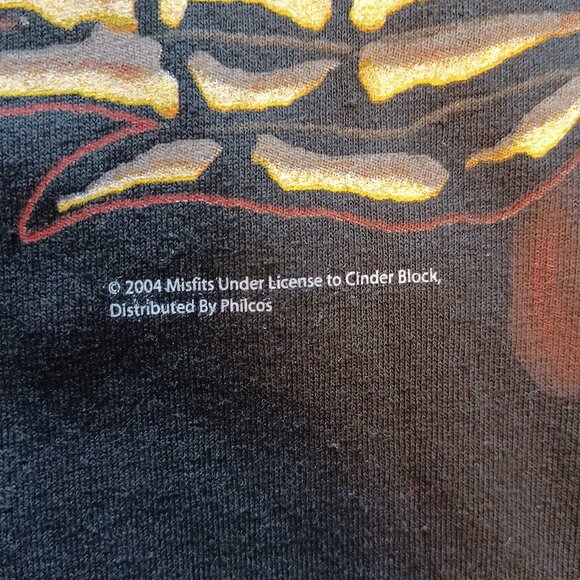 © 2004 Misfits Under License to Cinder Block,
Distributed By Philcos